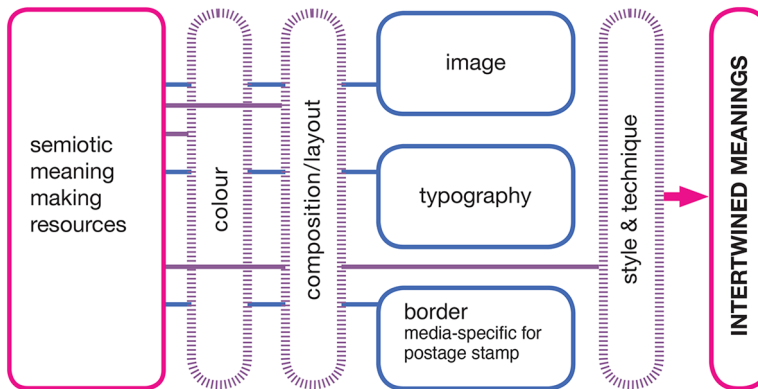 semiotic
meaning
making
resources
colour
composition/layout
image
typography
border
media-specific for
postage stamp
style & technique
INTERTWINED MEANINGS